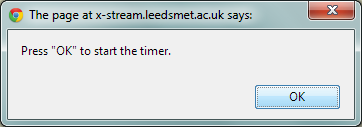 The page at x-stream.leedsmet.ac.uk says:
Press "OK" to start the timer.
OK